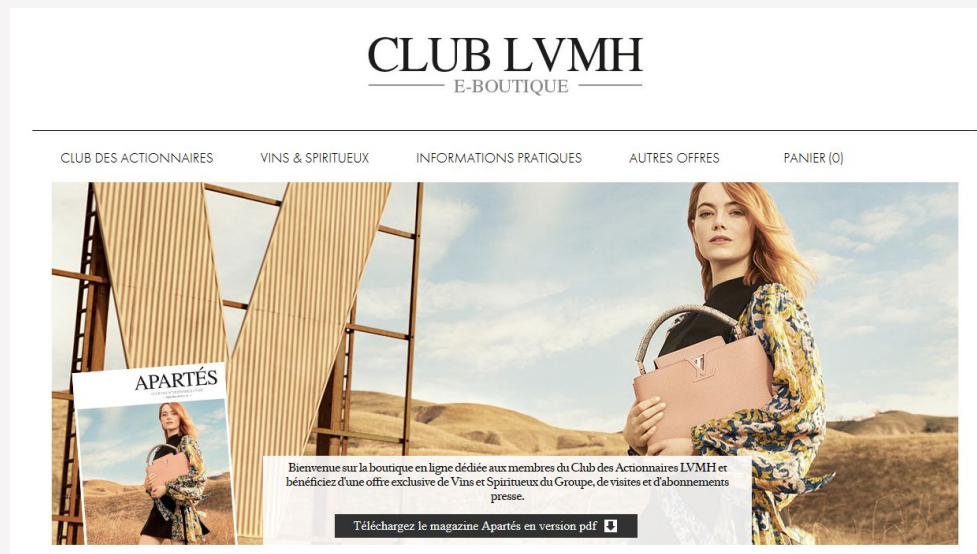 CLUB LVMH
E-BOUTIQUE
CLUB DES ACTIONNAIRES VINS & SPIRITUEUX INFORMATIONS PRATIQUES AUTRES OFFRES PANIER (0)
APARTÉS
Bienvenue sur la boutique en ligne dédiée aux membres du Club des Actionnaires LVMH et
bénéficiez d'une offre exclusive de Vins et Spiritueux du Groupe, de visites et d'abonnements
presse.
Téléchargez le magazine Apartés en version pdf